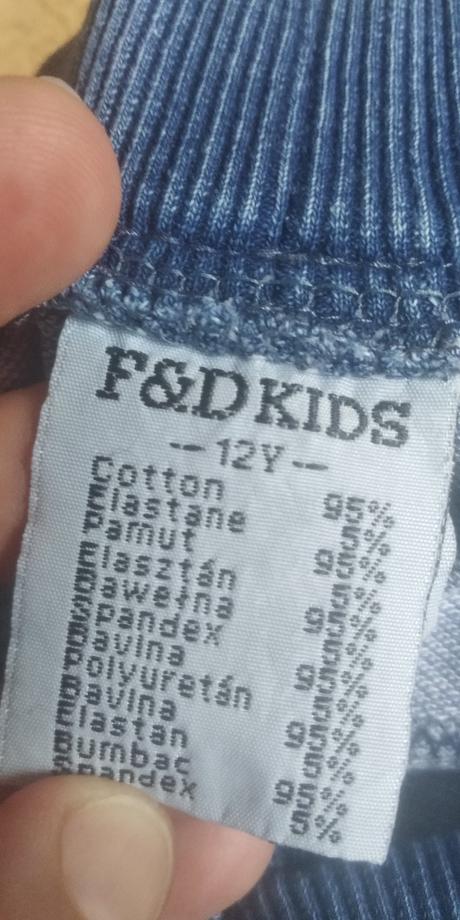 F&D KIDS
-- 12Y --
Cotton 95%
Elastane 5%
Pamut 95%
Elasztán 5%
Bawełna 95%
Spandex 5%
Bavlna 95%
Polyuretán 5%
Bavlna 95%
Elastan 5%
Bumbac 95%
Spandex 5%